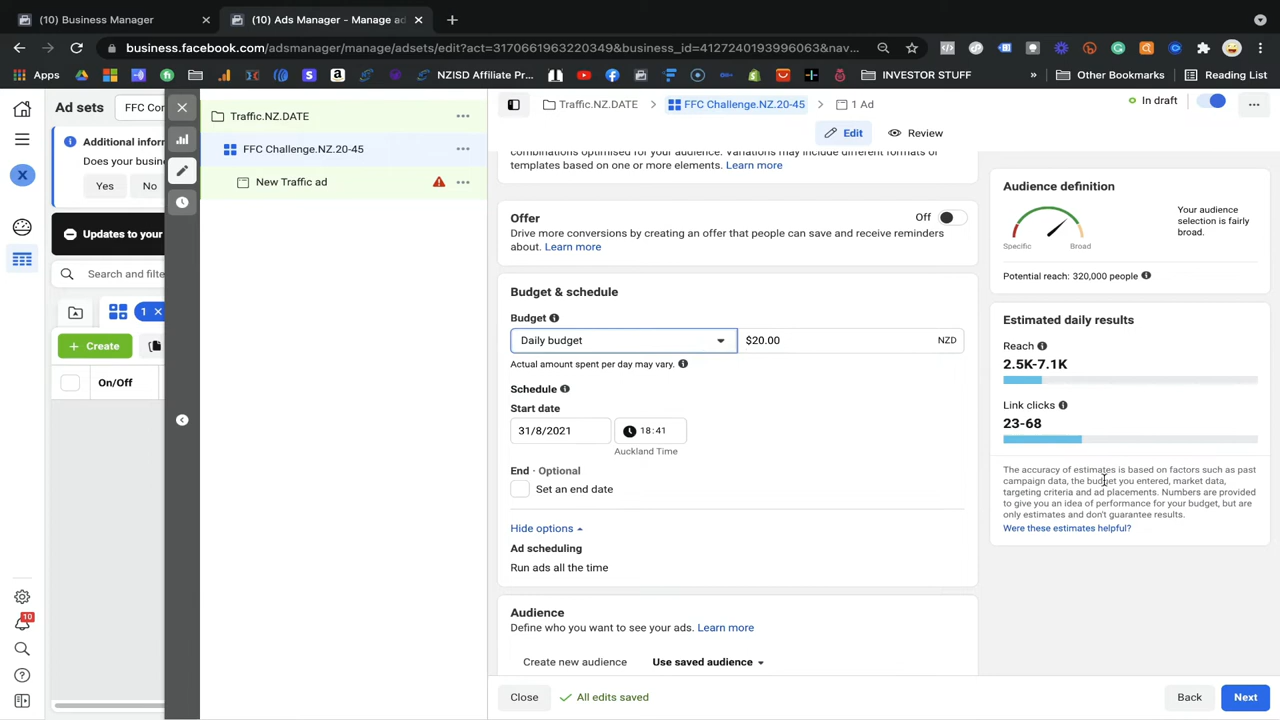 (10) Business Manager
(10) Ads Manager - Manage ad
business.facebook.com/adsmanager/manage/adsets/edit?act=3170661963220349&business_id=4127240193996063&nav...
Apps
NZISD Affiliate Pr...
INVESTOR STUFF
»
Other Bookmarks
Reading List
Ad sets
FFC Con
Additional inform
Does your busine
Yes
No
Updates to your
Search and filte
1
+ Create
On/Off
X
10
Traffic.NZ.DATE
FFC Challenge.NZ.20-45
New Traffic ad
Traffic.NZ.DATE
FFC Challenge.NZ.20-45
1 Ad
In draft
Edit
Review
combinations optimised for your audience. Variations may include different formats or
templates based on one or more elements. Learn more
Offer
Off
Drive more conversions by creating an offer that people can save and receive reminders
about. Learn more
Budget & schedule
Budget
Daily budget
$20.00
NZD
Actual amount spent per day may vary.
Schedule
Start date
31/8/2021
18:41
Auckland Time
End · Optional
Set an end date
Hide options
Ad scheduling
Run ads all the time
Audience
Define who you want to see your ads. Learn more
Create new audience
Use saved audience
Close
All edits saved
Back
Next
Audience definition
Specific
Broad
Your audience
selection is fairly
broad.
Potential reach: 320,000 people
Estimated daily results
Reach
2.5K-7.1K
Link clicks
23-68
The accuracy of estimates is based on factors such as past
campaign data, the budget you entered, market data,
targeting criteria and ad placements. Numbers are provided
to give you an idea of performance for your budget, but are
only estimates and don't guarantee results.
Were these estimates helpful?